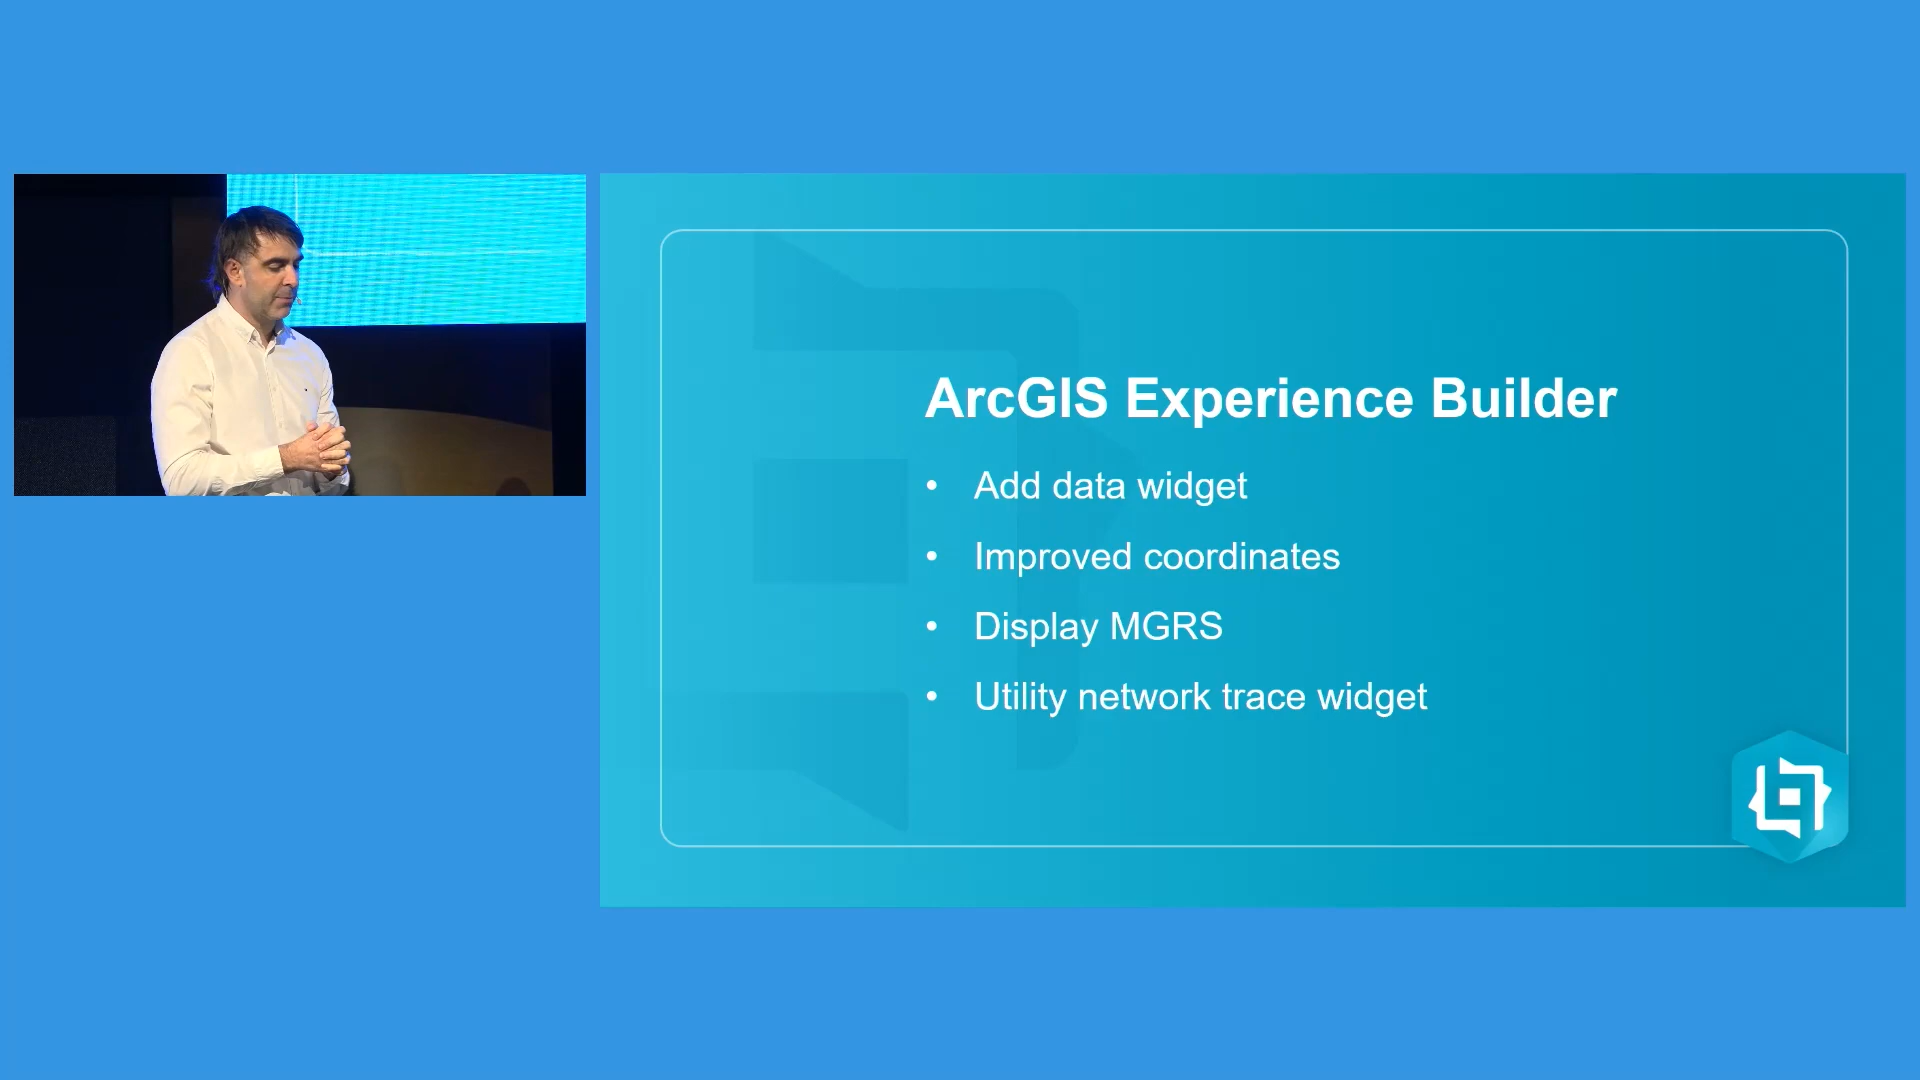 ArcGIS Experience Builder
• Add data widget
• Improved coordinates
• Display MGRS
• Utility network trace widget